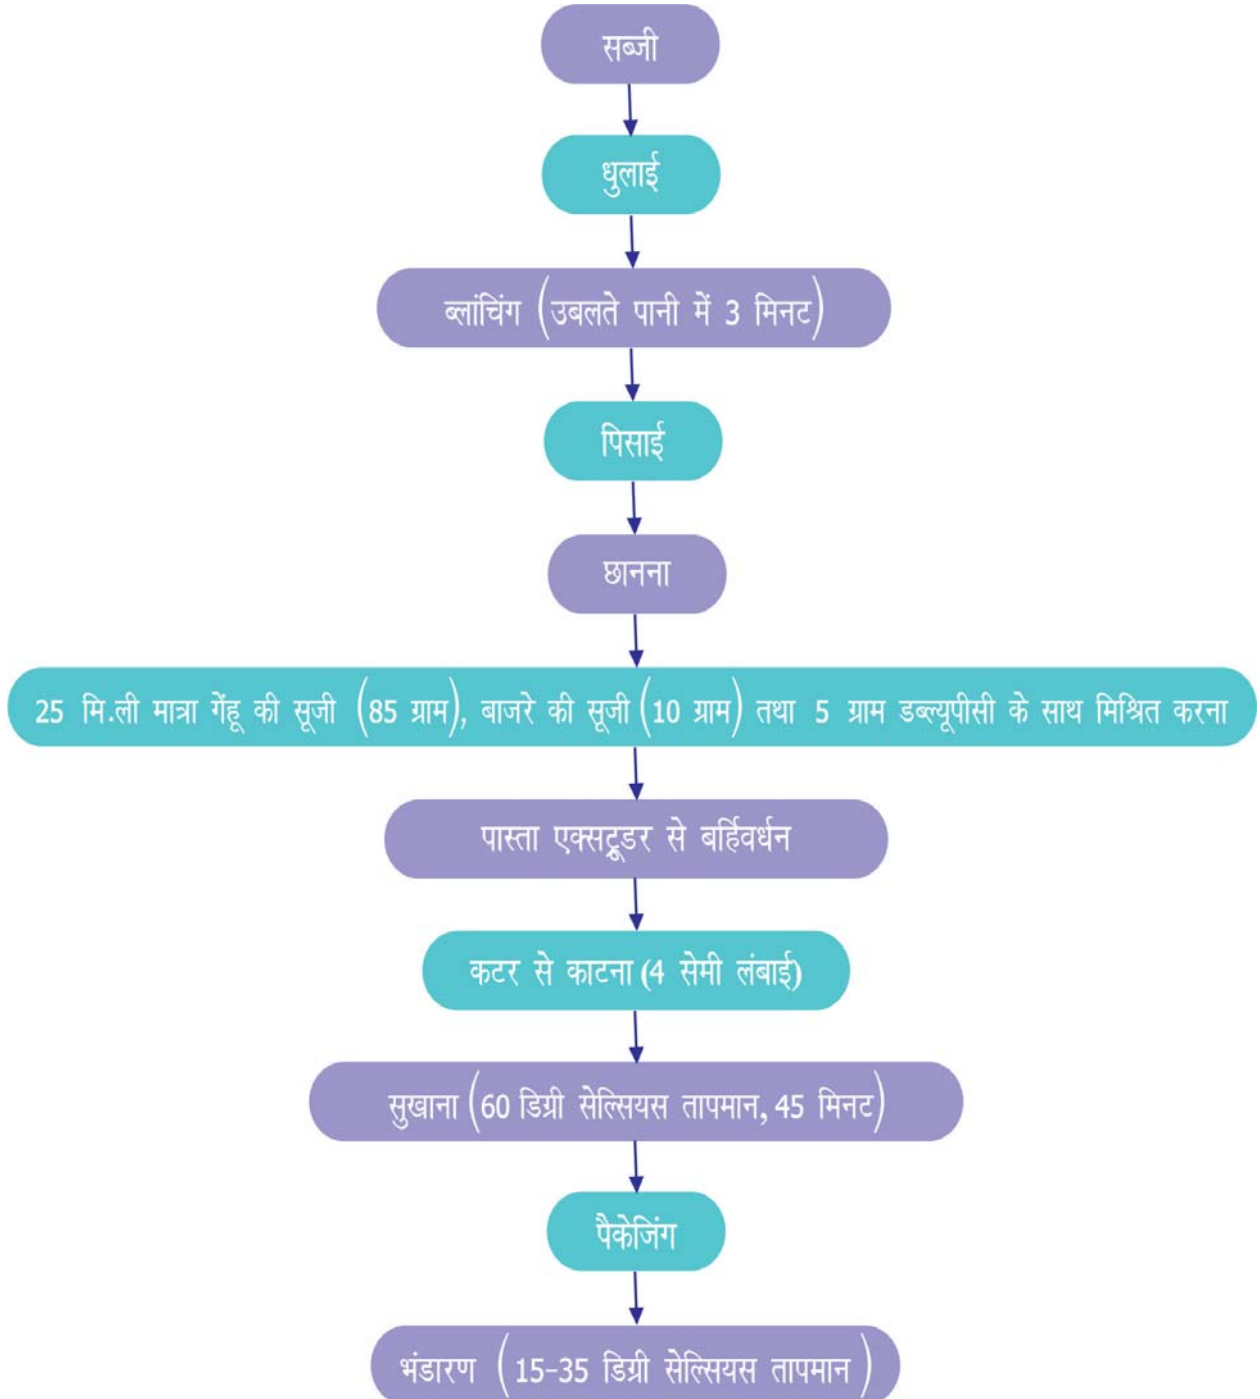 सब्जी
धुलाई
ब्लांचिंग (उबलते पानी में 3 मिनट)
पिसाई
छानना
25 मि.ली मात्रा गेंहू की सूजी (85 ग्राम), बाजरे की सूजी (10 ग्राम) तथा 5 ग्राम डब्ल्यूपीसी के साथ मिश्रित करना
पास्ता एक्सट्रूडर से बर्हिवर्धन
कटर से काटना (4 सेमी लंबाई)
सुखाना (60 डिग्री सेल्सियस तापमान, 45 मिनट)
पैकेजिंग
भंडारण (15-35 डिग्री सेल्सियस तापमान)